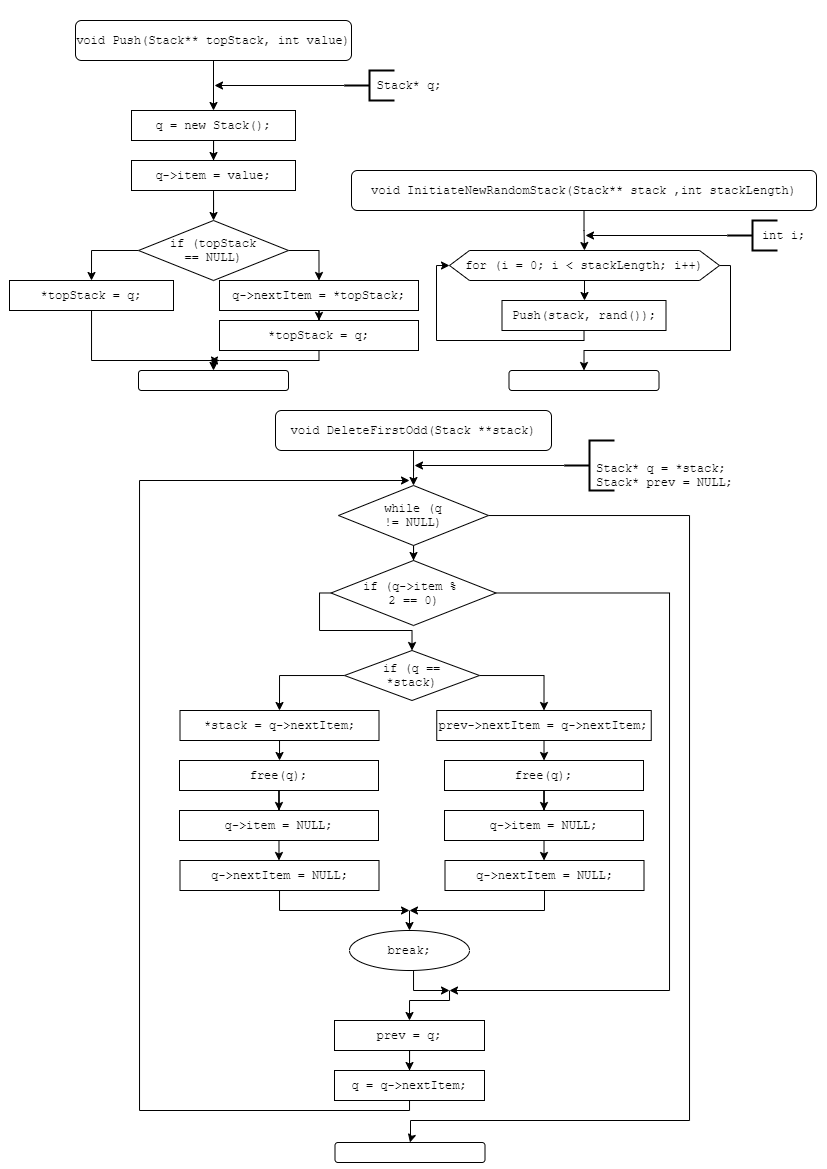 void Push(Stack** topStack, int value)
Stack* q;
q = new Stack();
q->item = value;
if (topStack
== NULL)
*topStack = q;
q->nextItem = *topStack;
*topStack = q;
void InitiateNewRandomStack(Stack** stack ,int stackLength)
int i;
for (i = 0; i < stackLength; i++)
Push(stack, rand());
void DeleteFirstOdd(Stack **stack)
Stack* q = *stack;
Stack* prev = NULL;
while (q
!= NULL)
if (q->item %
2 == 0)
if (q ==
*stack)
*stack = q->nextItem;
prev->nextItem = q->nextItem;
free(q);
free(q);
q->item = NULL;
q->item = NULL;
q->nextItem = NULL;
q->nextItem = NULL;
break;
prev = q;
q = q->nextItem;